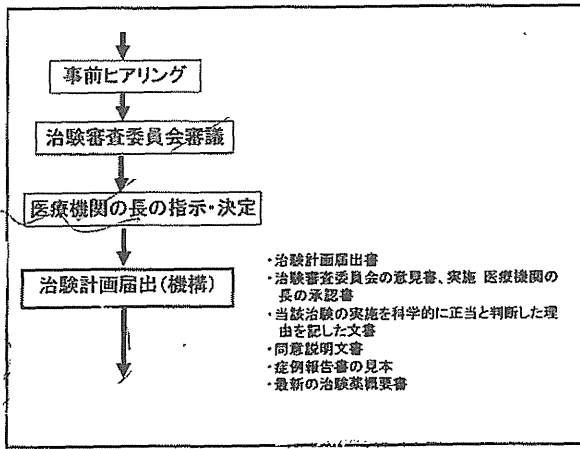 事前ヒアリング
治験審査委員会審議
医療機関の長の指示・決定
治験計画届出(機構)
・治験計画届出書
・治験審査委員会の意見書、実施 医療機関の
長の承認書
・当該治験の実施を科学的に正当と判断した理
由を記した文書
・同意説明文書
・症例報告書の見本
・最新の治験薬概要書